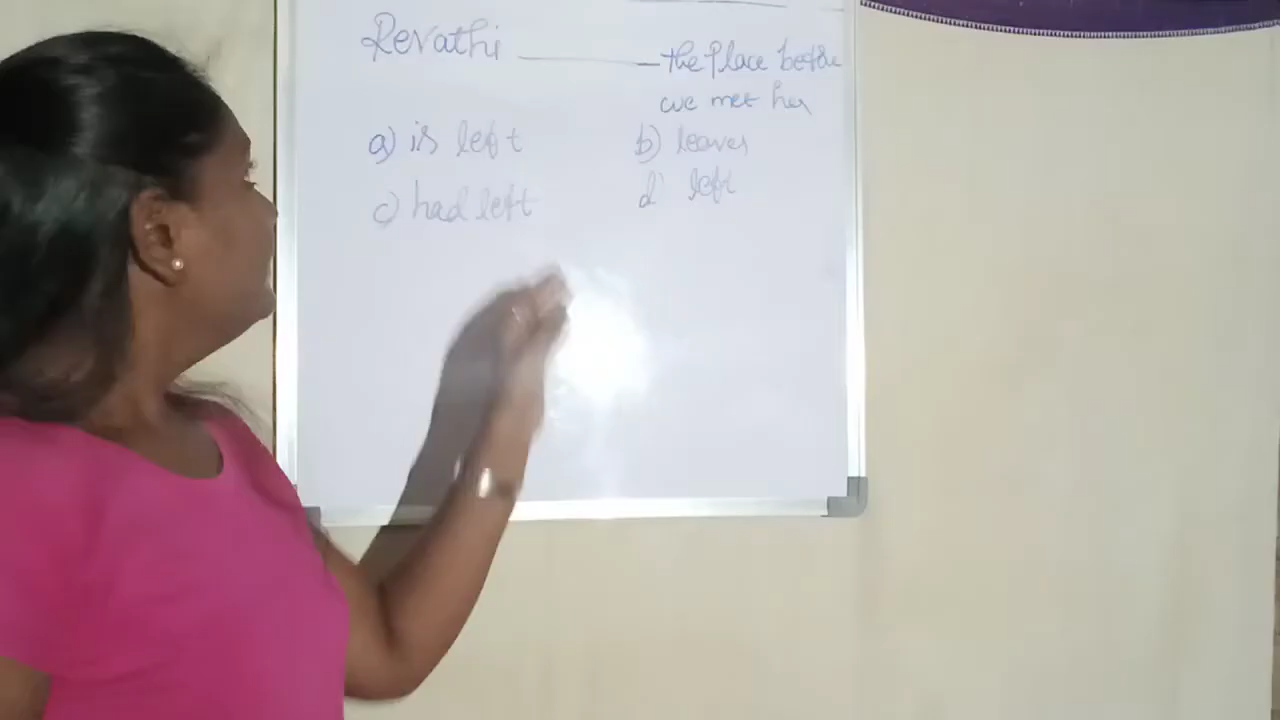 Revathi ________ the place before
we met her
a) is left b) leaves
c) had left d) left